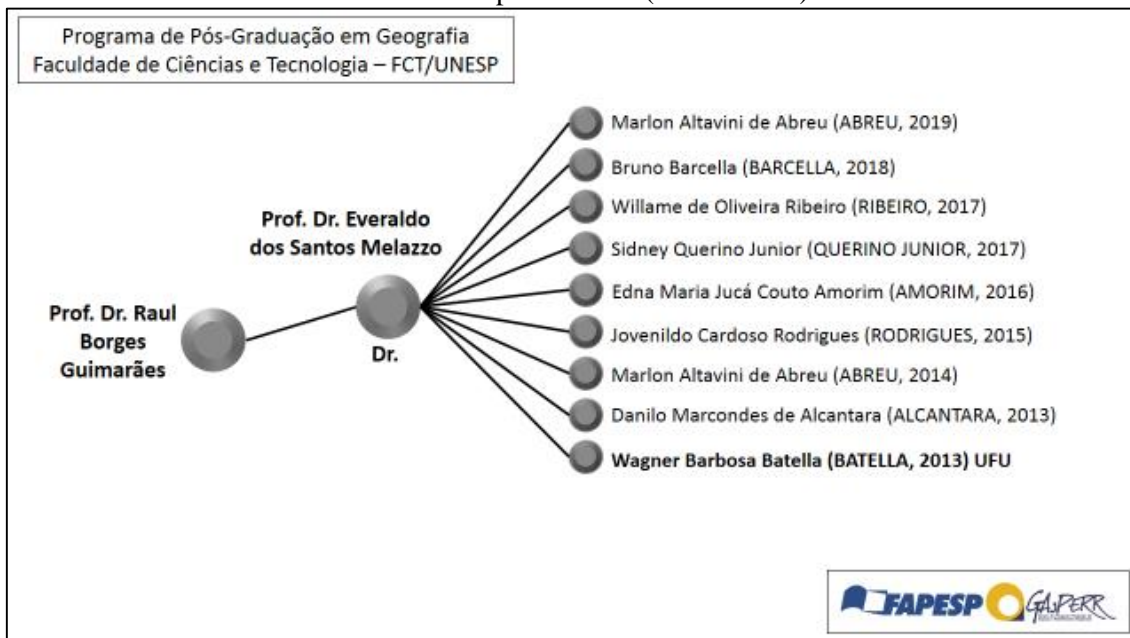 Programa de Pós-Graduação em Geografia
Faculdade de Ciências e Tecnologia – FCT/UNESP
Prof. Dr. Raul
Borges
Guimarães
Prof. Dr. Everaldo
dos Santos Melazzo
Dr.
Marlon Altavini de Abreu (ABREU, 2019)
Bruno Barcella (BARCELLA, 2018)
Willame de Oliveira Ribeiro (RIBEIRO, 2017)
Sidney Querino Junior (QUERINO JUNIOR, 2017)
Edna Maria Jucá Couto Amorim (AMORIM, 2016)
Jovenildo Cardoso Rodrigues (RODRIGUES, 2015)
Marlon Altavini de Abreu (ABREU, 2014)
Danilo Marcondes de Alcantara (ALCANTARA, 2013)
Wagner Barbosa Batella (BATELLA, 2013) UFU
FAPESP GAsPERR